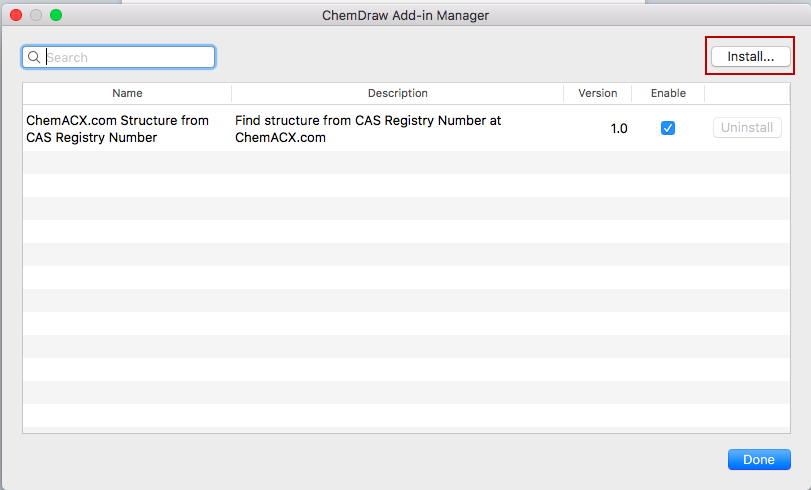 ChemDraw Add-in Manager
Search
Install...
Name Description Version Enable
ChemACX.com Structure from
CAS Registry Number
Find structure from CAS Registry Number at
ChemACX.com
1.0
Uninstall
Done